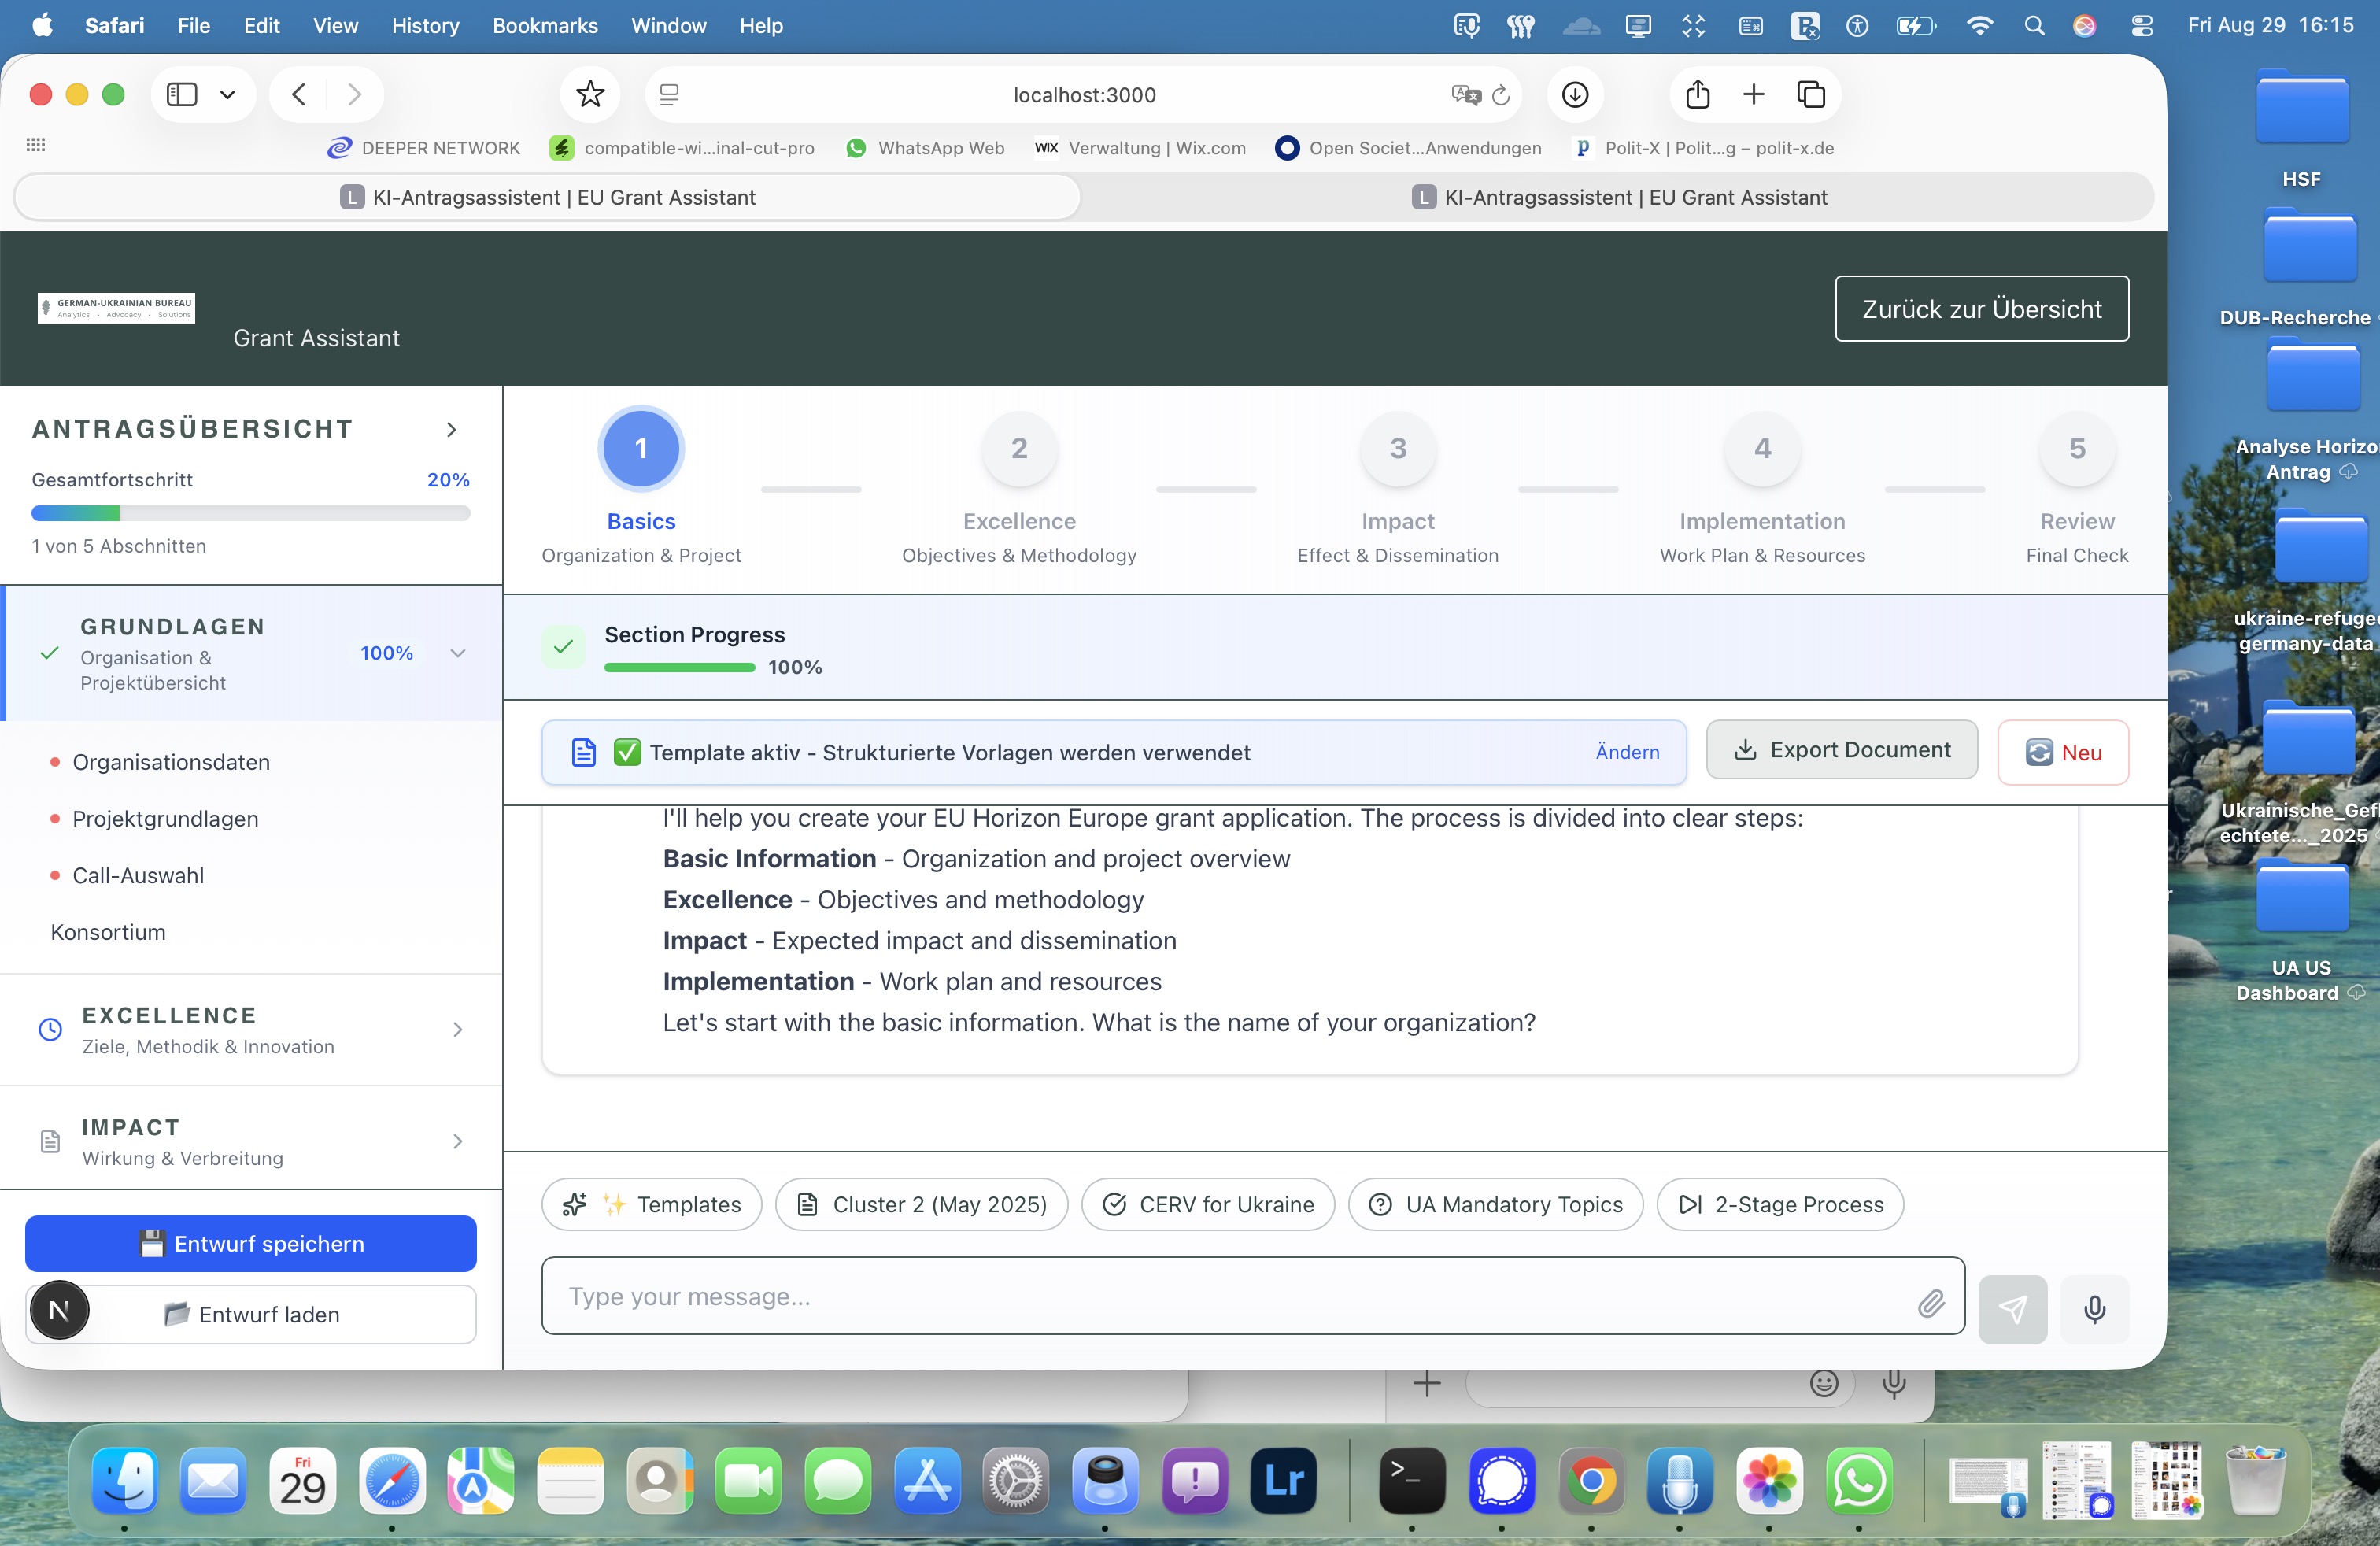 Safari File Edit View History Bookmarks Window Help Fri Aug 29 16:15
localhost:3000
DEEPER NETWORK compatible-wi...inal-cut-pro WhatsApp Web WIX Verwaltung | Wix.com Open Societ...Anwendungen Polit-X | Polit...g – polit-x.de
L KI-Antragsassistent | EU Grant Assistant L KI-Antragsassistent | EU Grant Assistant
GERMAN-UKRAINIAN BUREAU
Analytics • Advocacy • Solutions
Grant Assistant
Zurück zur Übersicht
ANTRAGSÜBERSICHT
Gesamtfortschritt 20%
1 von 5 Abschnitten
GRUNDLAGEN
Organisation &
Projektübersicht
100%
Organisationsdaten
Projektgrundlagen
Call-Auswahl
Konsortium
EXCELLENCE
Ziele, Methodik & Innovation
IMPACT
Wirkung & Verbreitung
💾 Entwurf speichern
N
📂 Entwurf laden
1 2 3 4 5
Basics Excellence Impact Implementation Review
Organization & Project Objectives & Methodology Effect & Dissemination Work Plan & Resources Final Check
Section Progress
100%
✅ Template aktiv - Strukturierte Vorlagen werden verwendet Ändern
Export Document
🔄 Neu
I'll help you create your EU Horizon Europe grant application. The process is divided into clear steps:
Basic Information - Organization and project overview
Excellence - Objectives and methodology
Impact - Expected impact and dissemination
Implementation - Work plan and resources
Let's start with the basic information. What is the name of your organization?
✨ Templates Cluster 2 (May 2025) CERV for Ukraine UA Mandatory Topics 2-Stage Process
Type your message...
HSF
DUB-Recherche
Analyse Horizo
Antrag
ukraine-refuge
germany-data
Ukrainische_Gefl
echtete..._2025
UA US
Dashboard
Fri
29
Lr